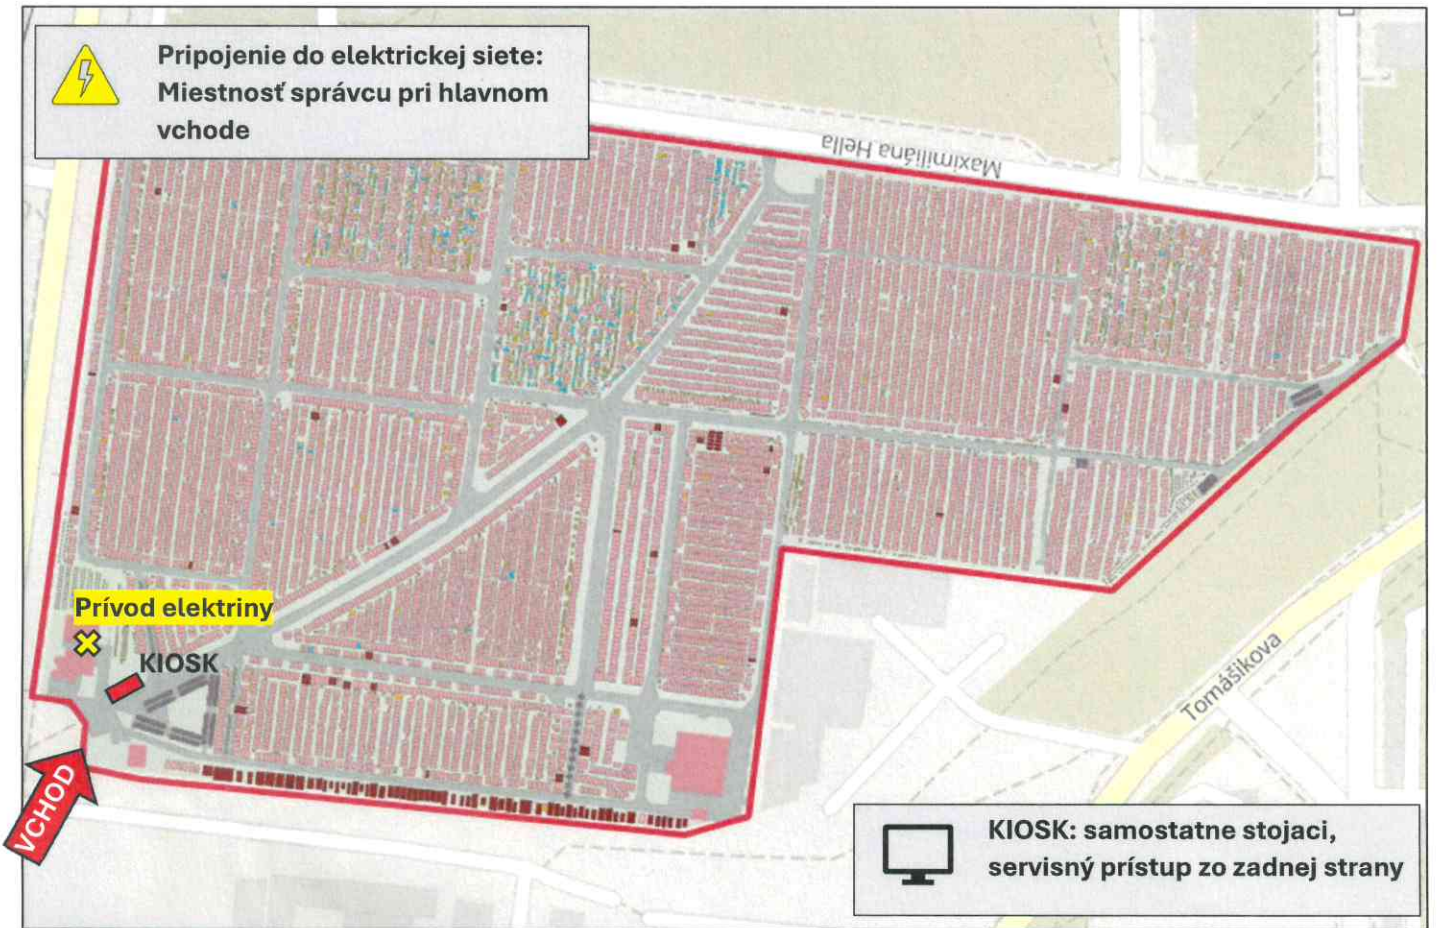 Pripojenie do elektrickej siete:
Miestnosť správcu pri hlavnom
vchode
Maximiliána Hella
Prívod elektriny
KIOSK
VCHOD
Tomášikova
KIOSK: samostatne stojaci,
servisný prístup zo zadnej strany